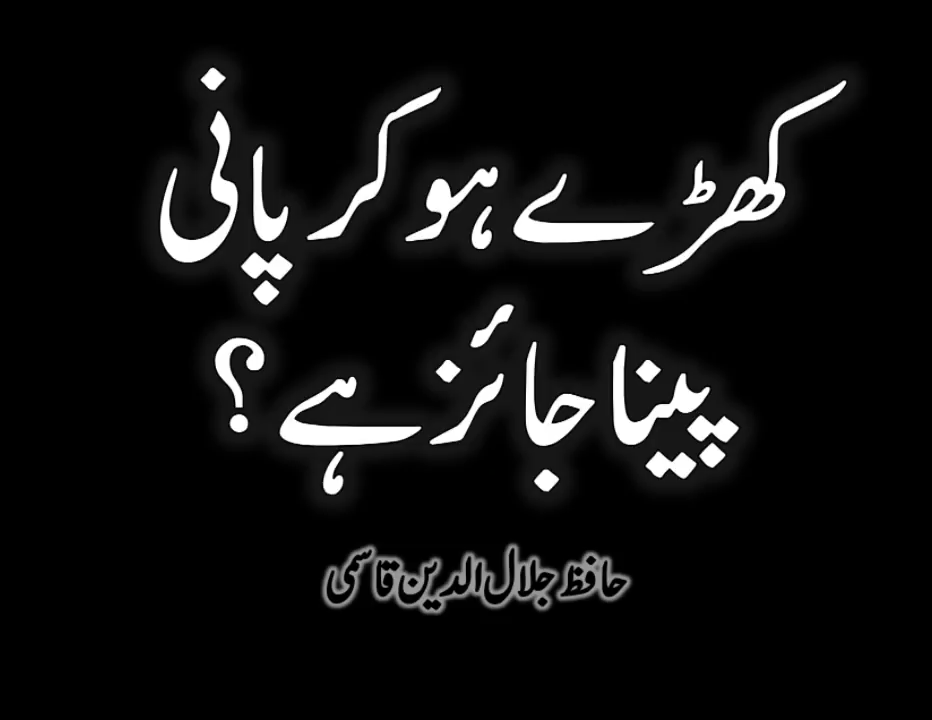 کھڑے ہو کر پانی
پینا جائز ہے؟
حافظ جلال الدین قاسمی